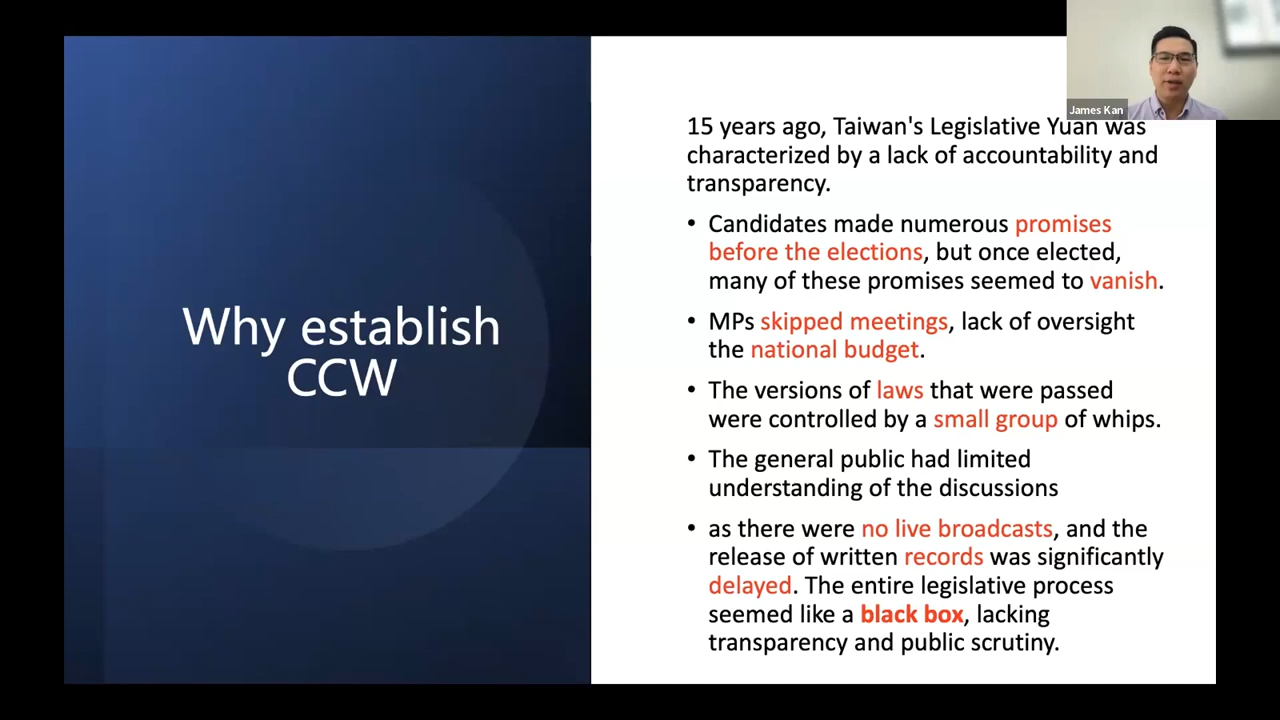 James Kan
Why establish
CCW
15 years ago, Taiwan's Legislative Yuan was
characterized by a lack of accountability and
transparency.
• Candidates made numerous promises
before the elections, but once elected,
many of these promises seemed to vanish.
• MPs skipped meetings, lack of oversight
the national budget.
• The versions of laws that were passed
were controlled by a small group of whips.
• The general public had limited
understanding of the discussions
• as there were no live broadcasts, and the
release of written records was significantly
delayed. The entire legislative process
seemed like a black box, lacking
transparency and public scrutiny.